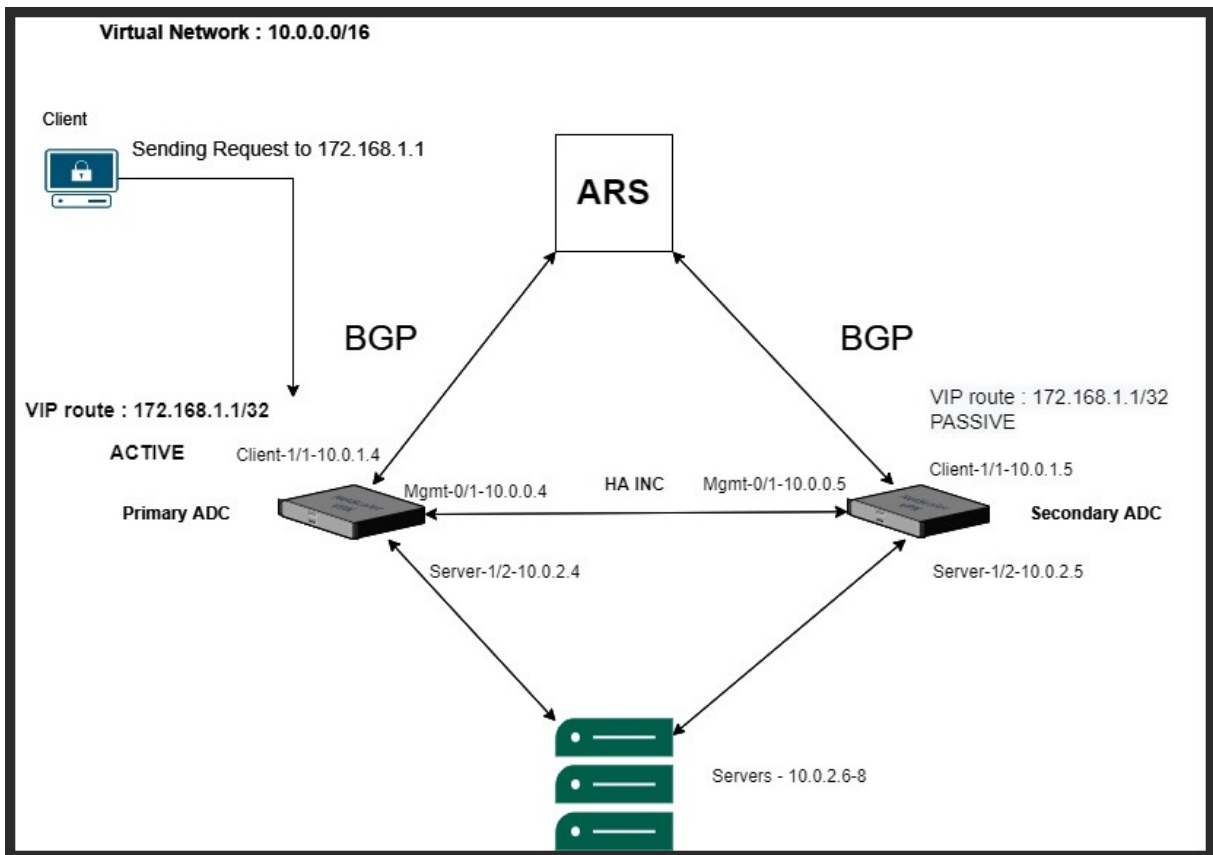 Virtual Network : 10.0.0.0/16
Client
Sending Request to 172.168.1.1
ARS
BGP
BGP
VIP route : 172.168.1.1/32
ACTIVE
VIP route : 172.168.1.1/32
PASSIVE
Client-1/1-10.0.1.4
Client-1/1-10.0.1.5
Mgmt-0/1-10.0.0.4
HA INC
Mgmt-0/1-10.0.0.5
Primary ADC
Secondary ADC
Server-1/2-10.0.2.4
Server-1/2-10.0.2.5
Servers - 10.0.2.6-8